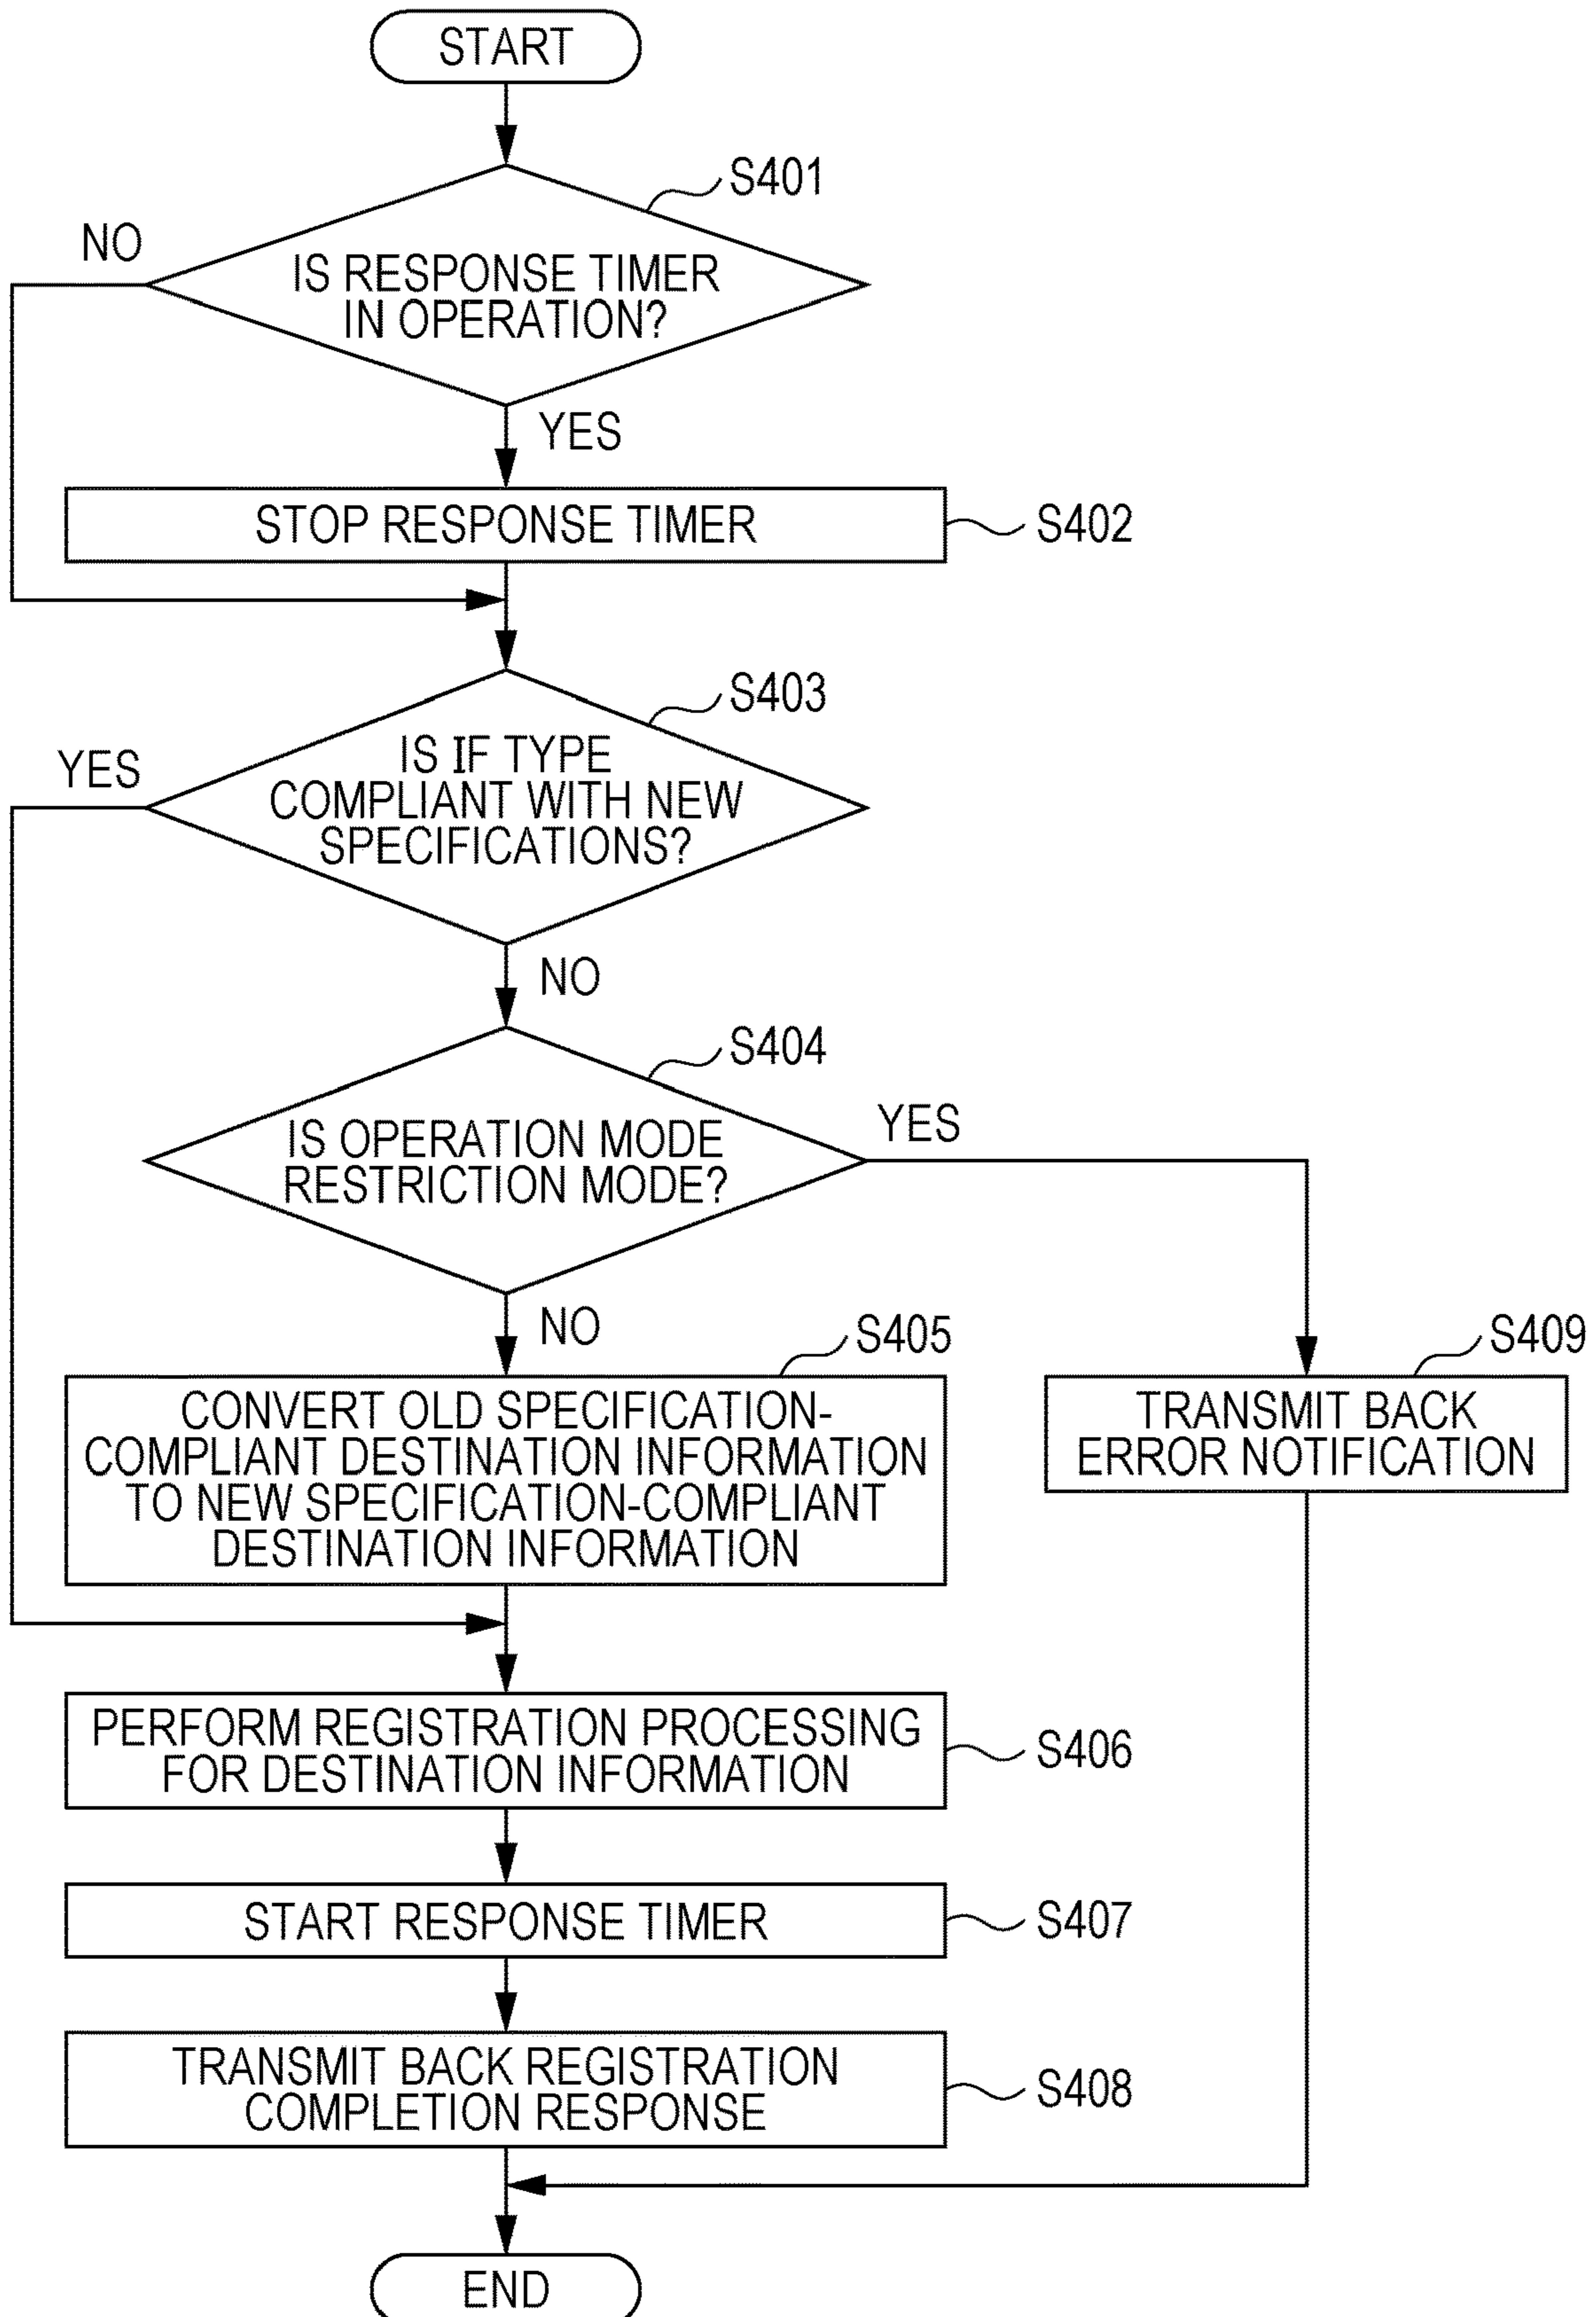 START
S401
NO
IS RESPONSE TIMER
IN OPERATION?
YES
STOP RESPONSE TIMER
S402
S403
YES
IS IF TYPE
COMPLIANT WITH NEW
SPECIFICATIONS?
NO
S404
IS OPERATION MODE
RESTRICTION MODE?
YES
NO
S405
S409
CONVERT OLD SPECIFICATION-
COMPLIANT DESTINATION INFORMATION
TO NEW SPECIFICATION-COMPLIANT
DESTINATION INFORMATION
TRANSMIT BACK
ERROR NOTIFICATION
PERFORM REGISTRATION PROCESSING
FOR DESTINATION INFORMATION
S406
START RESPONSE TIMER
S407
TRANSMIT BACK REGISTRATION
COMPLETION RESPONSE
S408
END